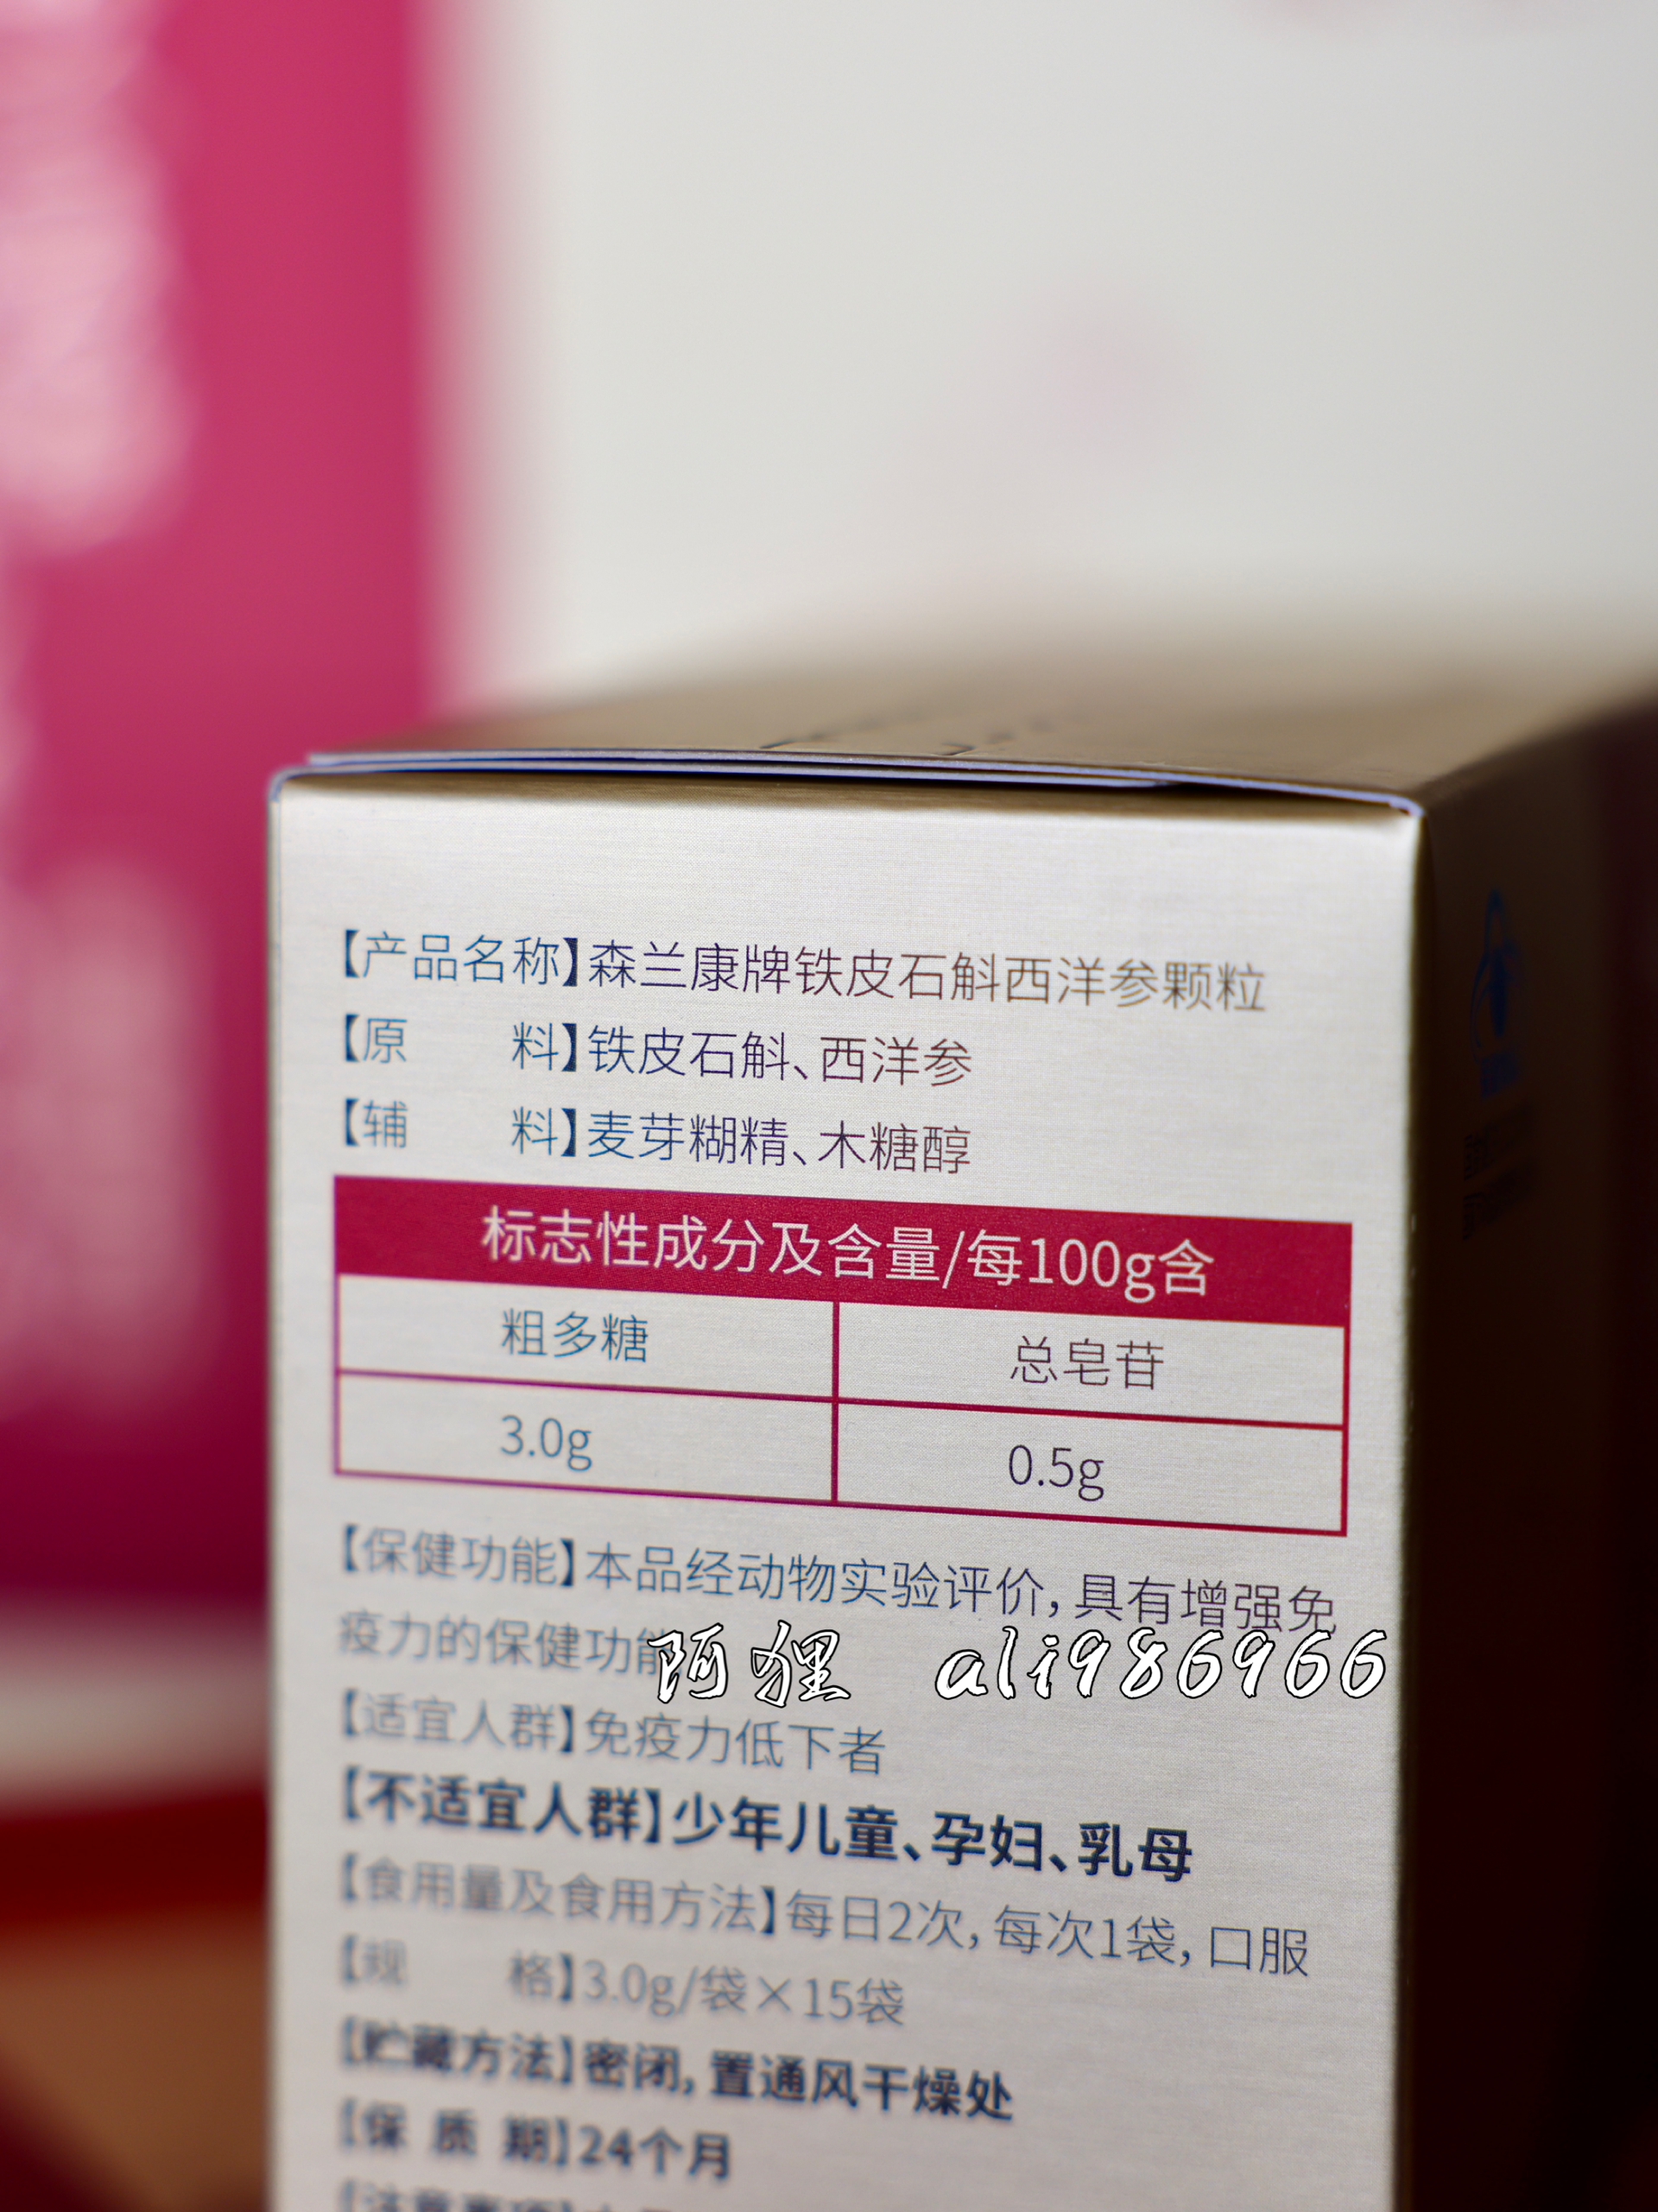 【产品名称】森兰康牌铁皮石斛西洋参颗粒
【原 料】铁皮石斛、西洋参
【辅 料】麦芽糊精、木糖醇
标志性成分及含量/每100g含
粗多糖 总皂苷
3.0g 0.5g
【保健功能】本品经动物实验评价,具有增强免
疫力的保健功能
阿狸 ali986966
【适宜人群】免疫力低下者
【不适宜人群】少年儿童、孕妇、乳母
【食用量及食用方法】每日2次,每次1袋,口服
【规 格】3.0g/袋×15袋
【贮藏方法】密闭,置通风干燥处
【保 质 期】24个月